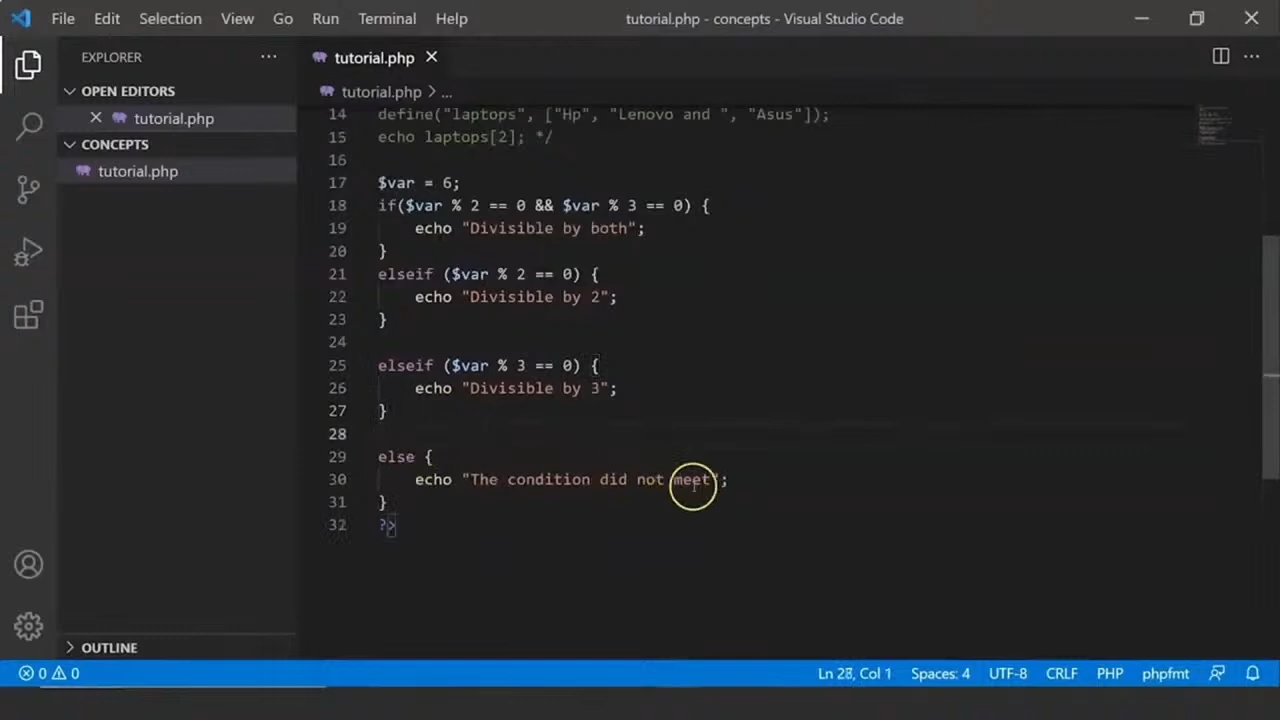 File Edit Selection View Go Run Terminal Help tutorial.php - concepts - Visual Studio Code
EXPLORER ... tutorial.php
OPEN EDITORS tutorial.php > ...
tutorial.php
CONCEPTS
tutorial.php
14 define("laptops", ["Hp", "Lenovo and ", "Asus"]);
15 echo laptops[2]; */
16
17 $var = 6;
18 if($var % 2 == 0 && $var % 3 == 0) {
19 echo "Divisible by both";
20 }
21 elseif ($var % 2 == 0) {
22 echo "Divisible by 2";
23 }
24
25 elseif ($var % 3 == 0) {
26 echo "Divisible by 3";
27 }
28
29 else {
30 echo "The condition did not meet";
31 }
32 ?>
OUTLINE
0 0 Ln 28, Col 1 Spaces: 4 UTF-8 CRLF PHP phpfmt